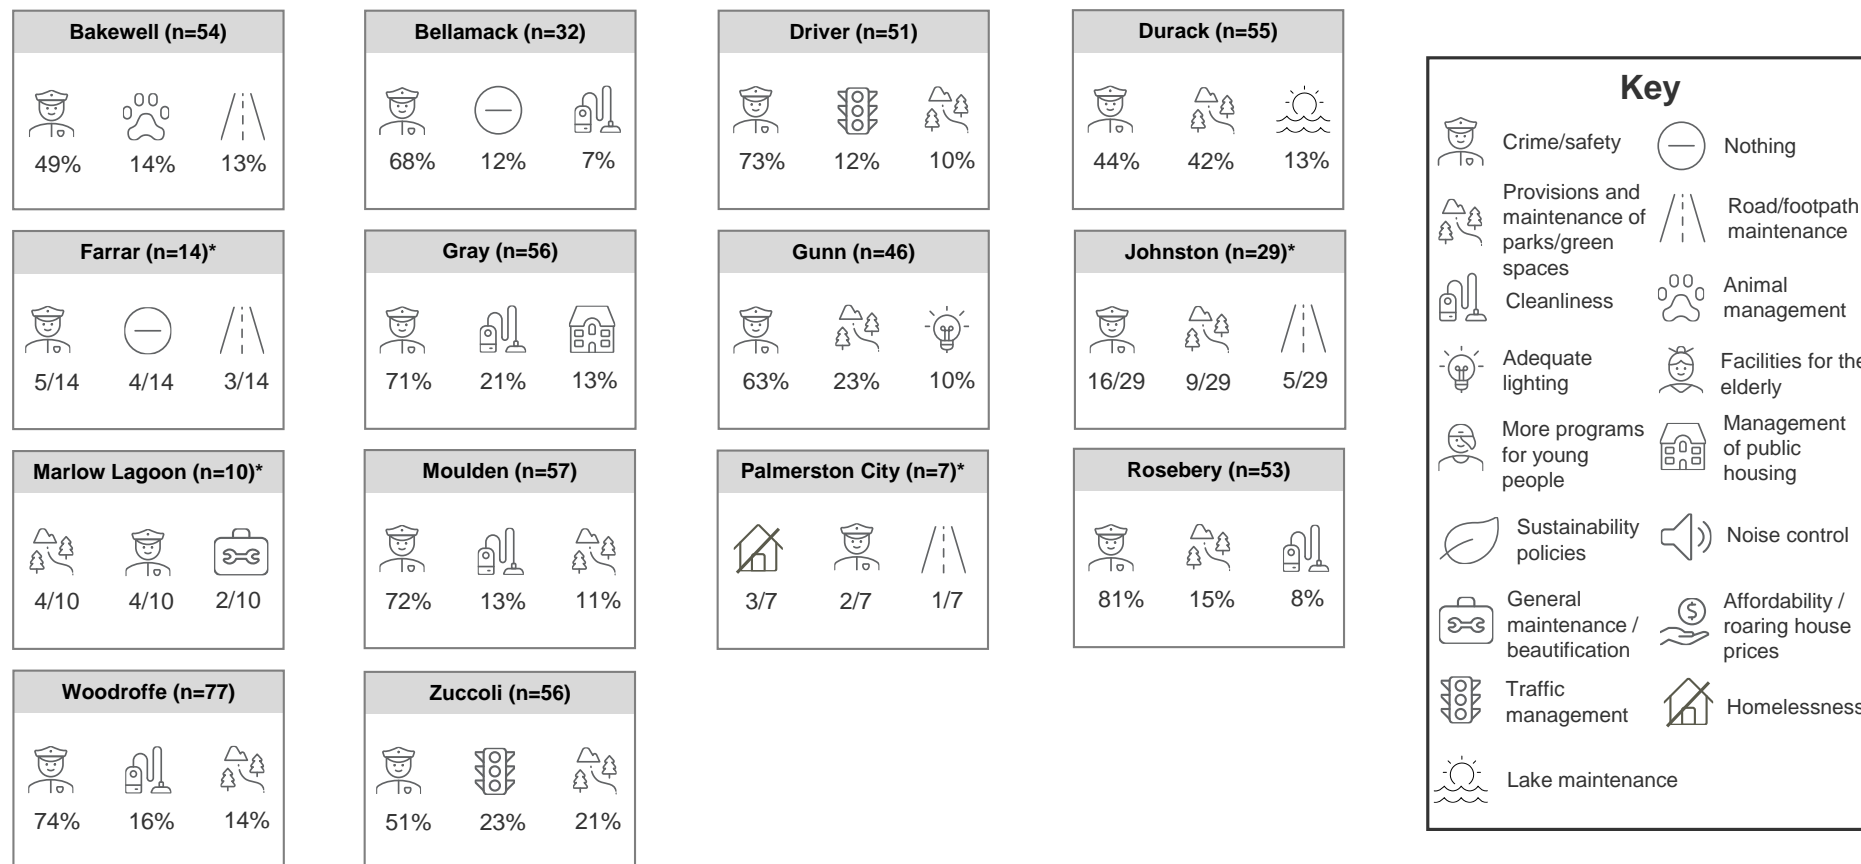 Bakewell (n=54)
49% 14% 13%
Bellamack (n=32)
68% 12% 7%
Driver (n=51)
73% 12% 10%
Durack (n=55)
44% 42% 13%
Farrar (n=14)*
5/14 4/14 3/14
Gray (n=56)
71% 21% 13%
Gunn (n=46)
63% 23% 10%
Johnston (n=29)*
16/29 9/29 5/29
Marlow Lagoon (n=10)*
4/10 4/10 2/10
Moulden (n=57)
72% 13% 11%
Palmerston City (n=7)*
3/7 2/7 1/7
Rosebery (n=53)
81% 15% 8%
Woodroffe (n=77)
74% 16% 14%
Zuccoli (n=56)
51% 23% 21%
Key
Crime/safety
Nothing
Provisions and
maintenance of
parks/green
spaces
Road/footpath
maintenance
Cleanliness
Animal
management
Adequate
lighting
Facilities for the
elderly
More programs
for young
people
Management
of public
housing
Sustainability
policies
Noise control
General
maintenance /
beautification
Affordability /
roaring house
prices
Traffic
management
Homelessness
Lake maintenance